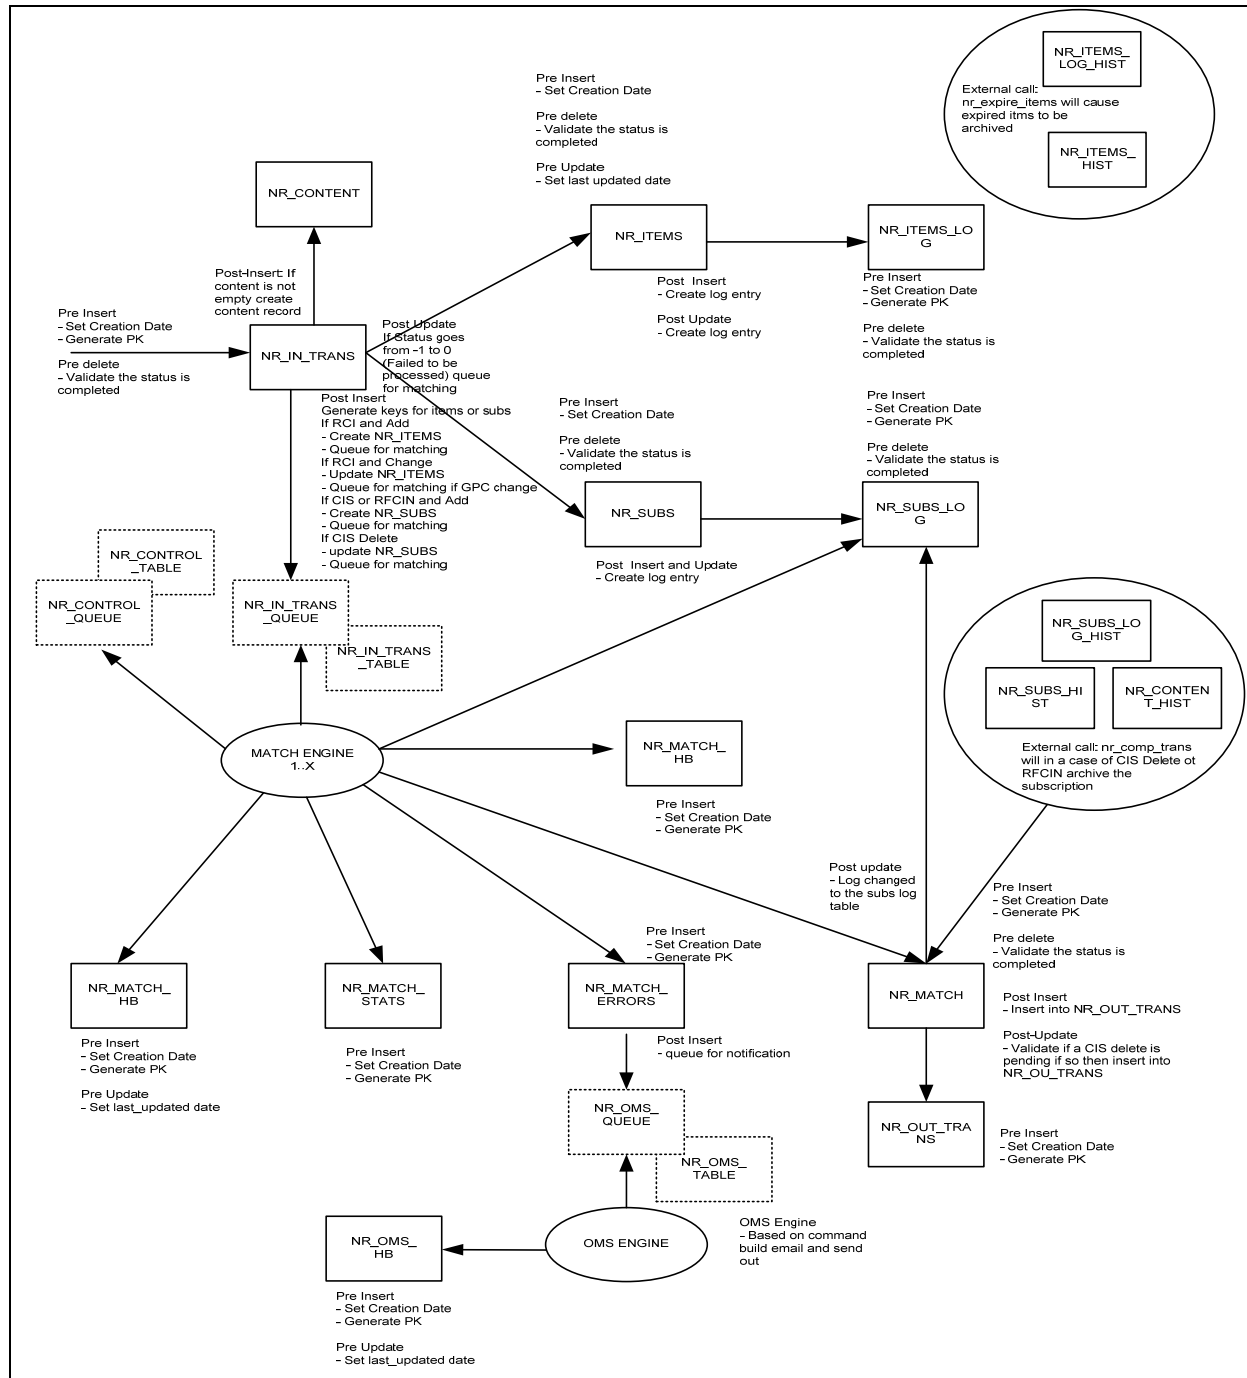 NR_ITEMS_
LOG_HIST
External call:
nr_expire_items will cause
expired itms to be
archived
NR_ITEMS_
HIST
Pre Insert
- Set Creation Date
Pre delete
- Validate the status is
completed
Pre Update
- Set last updated date
NR_CONTENT
NR_ITEMS
NR_ITEMS_LO
G
Post-Insert: If
content is not
empty create
content record
Post  Insert
- Create log entry
Post Update
- Create log entry
Pre Insert
- Set Creation Date
- Generate PK
Pre delete
- Validate the status is
completed
Pre Insert
- Set Creation Date
- Generate PK
Pre delete
- Validate the status is
completed
NR_IN_TRANS
Post Update
If Status goes
from -1 to 0
(Failed to be
processed) queue
for matching
Post Insert
Generate keys for items or subs
If RCI and Add
- Create NR_ITEMS
- Queue for matching
If RCI and Change
- Update NR_ITEMS
- Queue for matching if GPC change
If CIS or RFCIN and Add
- Create NR_SUBS
- Queue for matching
If CIS Delete
- update NR_SUBS
- Queue for matching
Pre Insert
- Set Creation Date
Pre delete
- Validate the status is
completed
Pre Insert
- Set Creation Date
- Generate PK
Pre delete
- Validate the status is
completed
NR_SUBS
NR_SUBS_LO
G
Post  Insert and Update
- Create log entry
NR_CONTROL
_TABLE
NR_CONTROL
_QUEUE
NR_IN_TRANS
_QUEUE
NR_IN_TRANS
_TABLE
NR_SUBS_LO
G_HIST
NR_SUBS_HI
ST
NR_CONTEN
T_HIST
External call: nr_comp_trans
will in a case of CIS Delete ot
RFCIN archive the
subscription
MATCH ENGINE
1..X
NR_MATCH_
HB
Pre Insert
- Set Creation Date
- Generate PK
Post update
- Log changed
to the subs log
table
Pre Insert
- Set Creation Date
- Generate PK
Pre delete
- Validate the status is
completed
Pre Insert
- Set Creation Date
- Generate PK
NR_MATCH_
HB
NR_MATCH_
STATS
NR_MATCH_
ERRORS
NR_MATCH
Post Insert
- Insert into NR_OUT_TRANS
Post-Update
- Validate if a CIS delete is
pending if so then insert into
NR_OU_TRANS
Pre Insert
- Set Creation Date
- Generate PK
Pre Update
- Set last_updated date
Pre Insert
- Set Creation Date
- Generate PK
Post Insert
- queue for notification
NR_OMS_
QUEUE
NR_OMS_
TABLE
NR_OUT_TRA
NS
Pre Insert
- Set Creation Date
- Generate PK
NR_OMS_
HB
OMS ENGINE
OMS Engine
- Based on command
build email and send
out
Pre Insert
- Set Creation Date
- Generate PK
Pre Update
- Set last_updated date